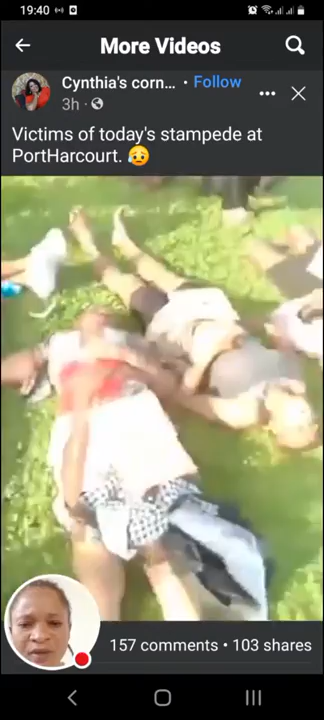 19:40
More Videos
Cynthia's corn... • Follow
3h
Victims of today's stampede at
PortHarcourt. 😥
157 comments • 103 shares